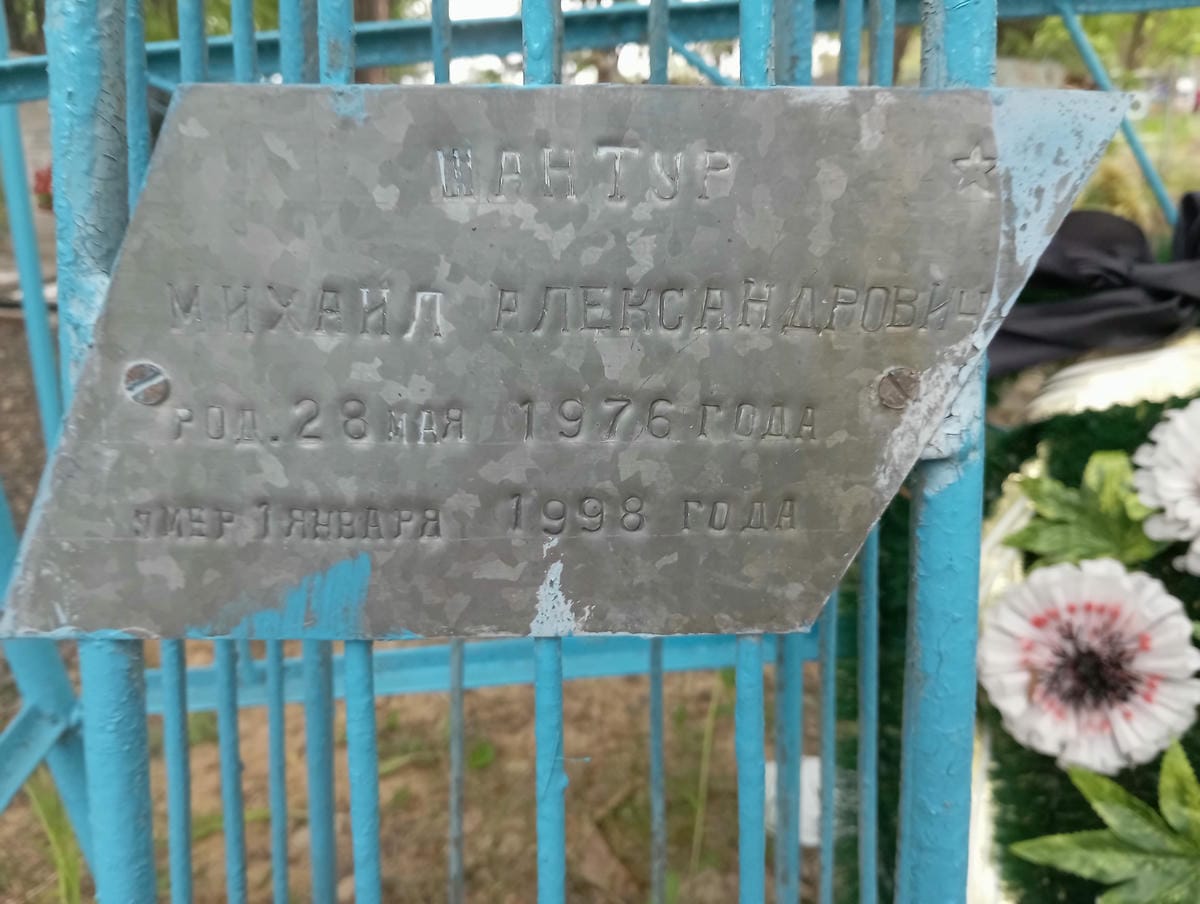 ШАНТУР
МИХАИЛ АЛЕКСАНДРОВИЧ
РОД. 28 МАЯ 1976 ГОДА
УМЕР 1 ЯНВАРЯ 1998 ГОДА